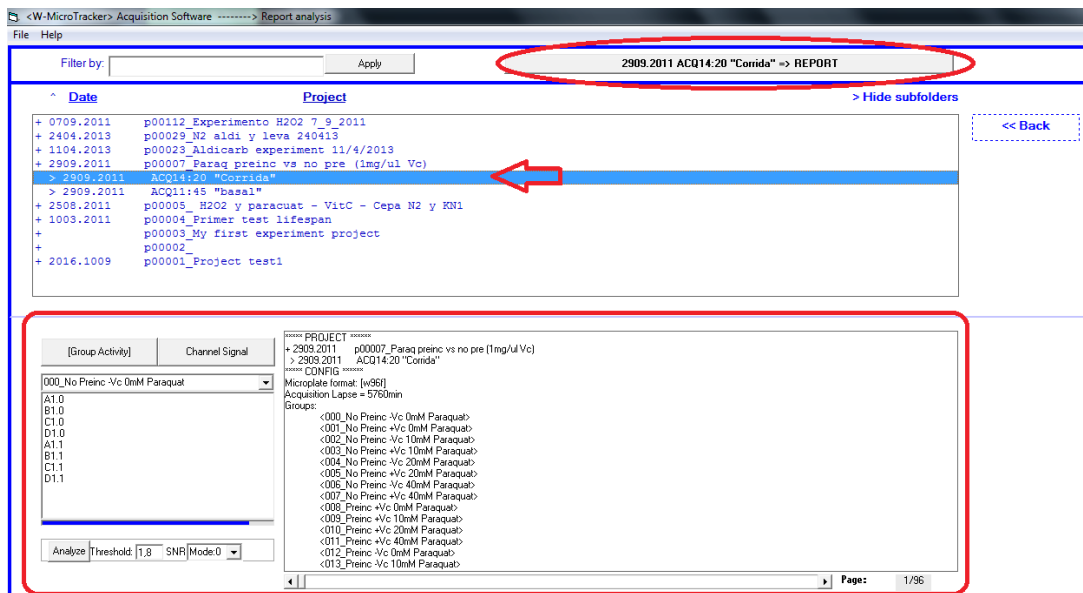 <W-MicroTracker> Acquisition Software --------> Report analysis
File Help
Filter by: Apply 2909.2011 ACQ14:20 "Corrida" => REPORT
^ Date Project > Hide subfolders
<< Back
+ 0709.2011 p00112_Experimento H2O2 7_9_2011
+ 2404.2013 p00029_N2 aldi y leva 240413
+ 1104.2013 p00023_Aldicarb experiment 11/4/2013
+ 2909.2011 p00007_Paraq preinc vs no pre (1mg/ul Vc)
> 2909.2011 ACQ14:20 "Corrida"
> 2909.2011 ACQ11:45 "basal"
+ 2508.2011 p00005_ H2O2 y paracuat - VitC - Cepa N2 y KN1
+ 1003.2011 p00004_Primer test lifespan
+ p00003_My first experiment project
+ p00002_
+ 2016.1009 p00001_Project test1
[Group Activity] Channel Signal
000_No Preinc -Vc 0mM Paraquat
A1.0
B1.0
C1.0
D1.0
A1.1
B1.1
C1.1
D1.1
Analyze Threshold: 1,8 SNR Mode:0
***** PROJECT ******
+ 2909.2011 p00007_Paraq preinc vs no pre (1mg/ul Vc)
> 2909.2011 ACQ14:20 "Corrida"
***** CONFIG ******
Microplate format: [w96f]
Acquisition Lapse = 5760min
Groups:
<000_No Preinc -Vc 0mM Paraquat>
<001_No Preinc +Vc 0mM Paraquat>
<002_No Preinc -Vc 10mM Paraquat>
<003_No Preinc +Vc 10mM Paraquat>
<004_No Preinc -Vc 20mM Paraquat>
<005_No Preinc +Vc 20mM Paraquat>
<006_No Preinc -Vc 40mM Paraquat>
<007_No Preinc +Vc 40mM Paraquat>
<008_Preinc +Vc 0mM Paraquat>
<009_Preinc +Vc 10mM Paraquat>
<010_Preinc +Vc 20mM Paraquat>
<011_Preinc +Vc 40mM Paraquat>
<012_Preinc -Vc 0mM Paraquat>
<013_Preinc -Vc 10mM Paraquat>
Page: 1/96